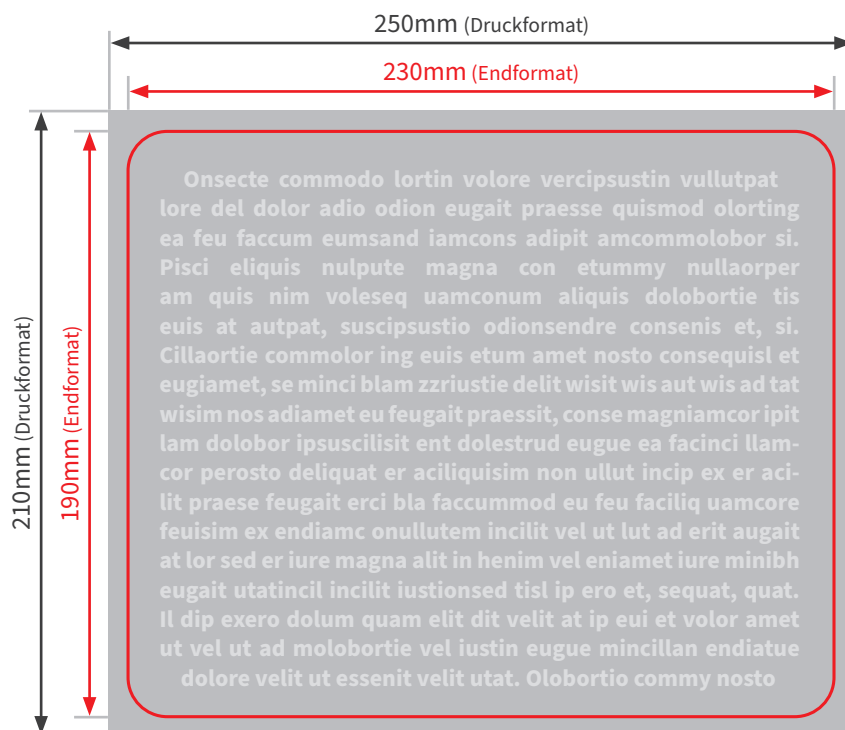 250mm (Druckformat)
230mm (Endformat)
210mm (Druckformat)
190mm (Endformat)
Onsecte commodo lortin volore vercipsustin vullutpat
lore del dolor adio odion eugait praesse quismod olorting
ea feu faccum eumsand iamcons adipit amcommolobor si.
Pisci eliquis nulpute magna con etummy nullaorper
am quis nim voleseq uamconum aliquis dolobortie tis
euis at autpat, suscipsustio odionsendre consenis et, si.
Cillaortie commolor ing euis etum amet nosto consequisl et
eugiamet, se minci blam zzriustie delit wisit wis aut wis ad tat
wisim nos adiamet eu feugait praessit, conse magniamcor ipit
lam dolobor ipsuscilisit ent dolestrud eugue ea facinci llam-
cor perosto deliquat er aciliquisim non ullut incip ex er aci-
lit praese feugait erci bla faccummod eu feu faciliq uamcore
feuisim ex endiamc onullutem incilit vel ut lut ad erit augait
at lor sed er iure magna alit in henim vel eniamet iure minibh
eugait utatincil incilit iustionsed tisl ip ero et, sequat, quat.
Il dip exero dolum quam elit dit velit at ip eui et volor amet
ut vel ut ad molobortie vel iustin eugue mincillan endiatue
dolore velit ut essenit velit utat. Olobortio commy nosto